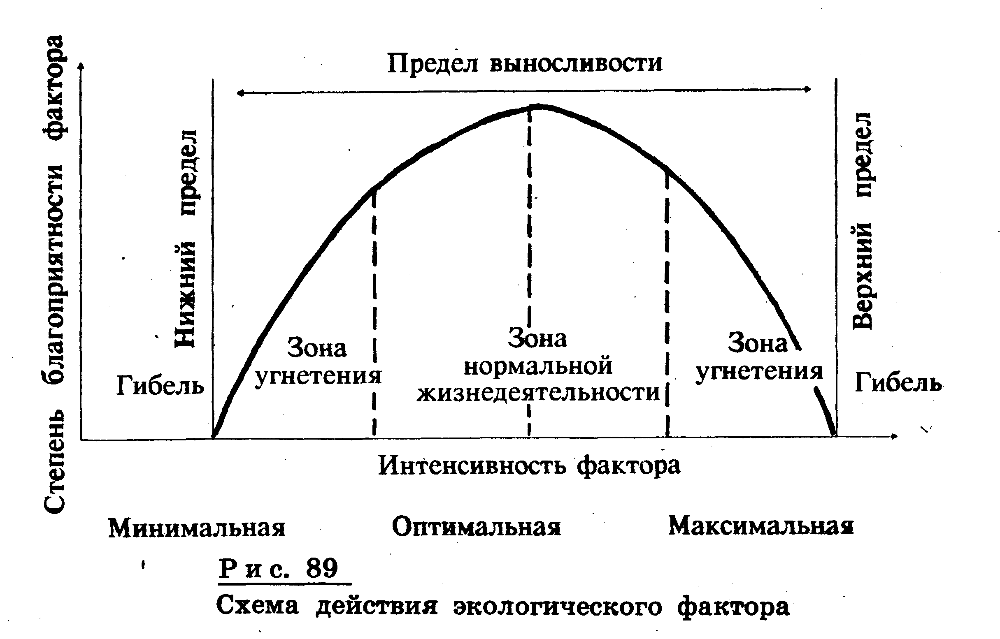 Степень благоприятности фактора
Предел выносливости
Нижний предел
Верхний предел
Гибель
Зона
угнетения
Зона
нормальной
жизнедеятельности
Зона
угнетения
Гибель
Интенсивность фактора
Минимальная Оптимальная Максимальная
Рис. 89
Схема действия экологического фактора